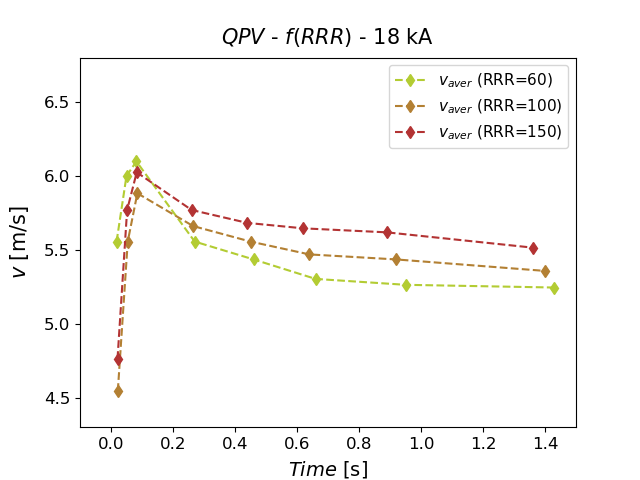 QPV - f(RRR) - 18 kA
v_aver (RRR=60)
v_aver (RRR=100)
v_aver (RRR=150)
6.5
6.0
5.5
5.0
4.5
v [m/s]
0.0 0.2 0.4 0.6 0.8 1.0 1.2 1.4
Time [s]